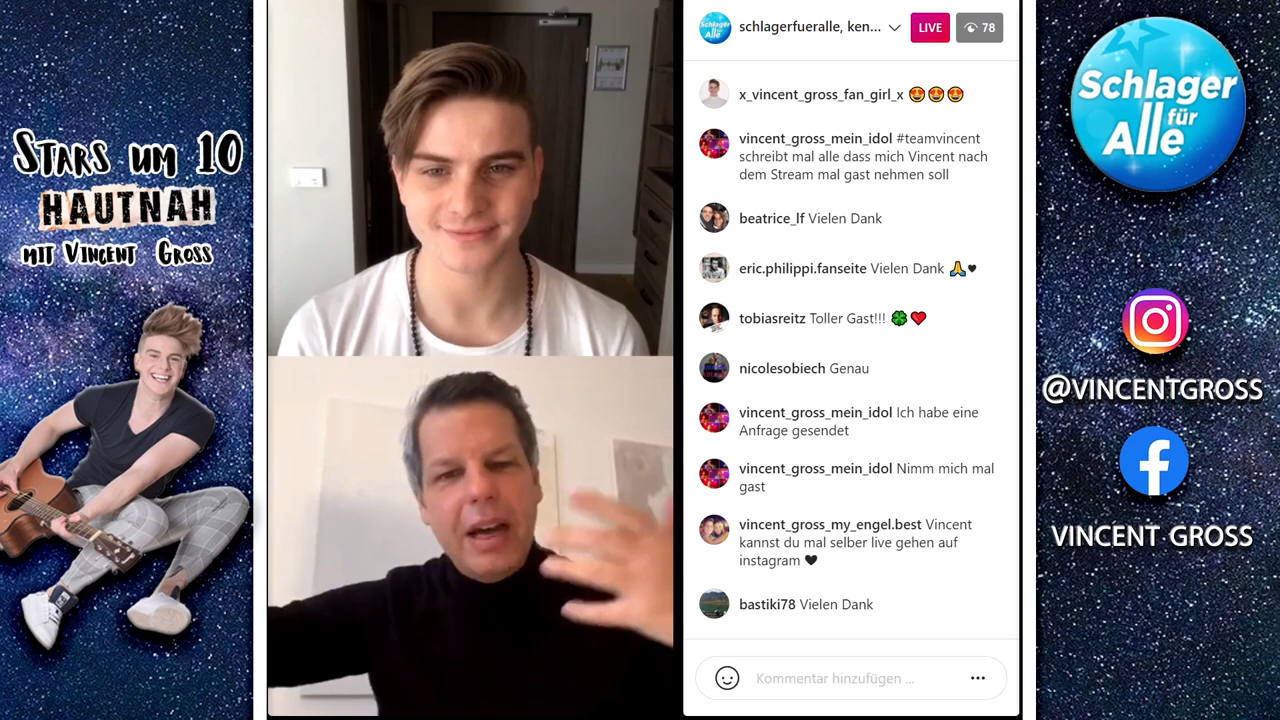 STARS UM 10
HAUTNAH
MIT VINCENT GROSS
schlagerfueralle, ken...
LIVE
78
x_vincent_gross_fan_girl_x 😍😍😍
vincent_gross_mein_idol #teamvincent
schreibt mal alle dass mich Vincent nach
dem Stream mal gast nehmen soll
beatrice_lf Vielen Dank
eric.philippi.fanseite Vielen Dank 🙏♥
tobiasreitz Toller Gast!!! 🍀❤️
nicolesobiech Genau
vincent_gross_mein_idol Ich habe eine
Anfrage gesendet
vincent_gross_mein_idol Nimm mich mal
gast
vincent_gross_my_engel.best Vincent
kannst du mal selber live gehen auf
instagram 🖤
bastiki78 Vielen Dank
Kommentar hinzufügen ...
Schlager
für
Alle
@VINCENTGROSS
VINCENT GROSS